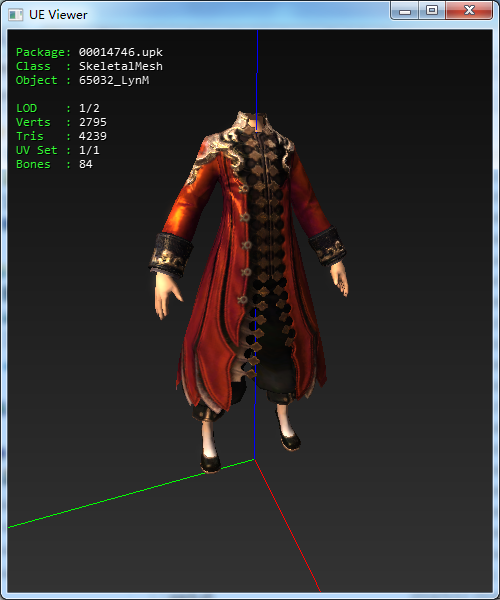 UE Viewer
Package: 00014746.upk
Class  : SkeletalMesh
Object : 65032_LynM
LOD    : 1/2
Verts  : 2795
Tris   : 4239
UV Set : 1/1
Bones  : 84